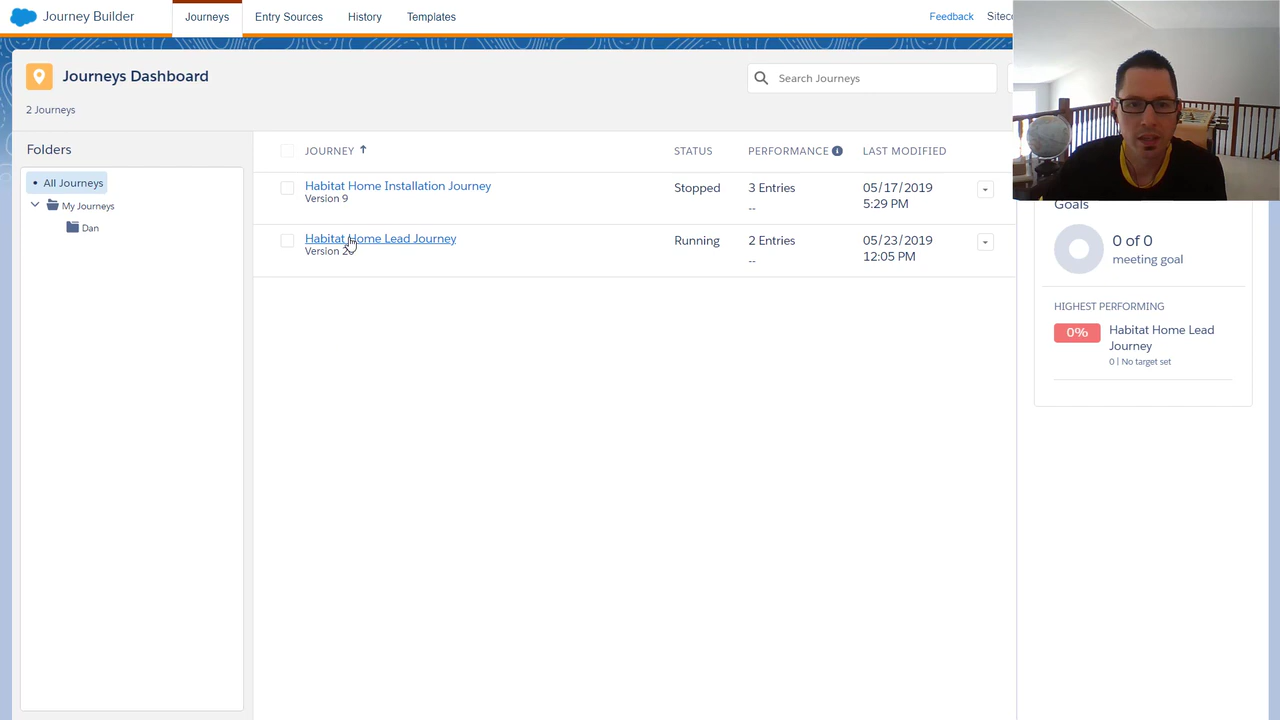 Journey Builder
Journeys
Entry Sources
History
Templates
Feedback
Journeys Dashboard
Search Journeys
2 Journeys
Folders
All Journeys
My Journeys
Dan
JOURNEY
STATUS
PERFORMANCE
LAST MODIFIED
Habitat Home Installation Journey
Version 9
Stopped
3 Entries
--
05/17/2019
5:29 PM
Habitat Home Lead Journey
Version
Running
2 Entries
--
05/23/2019
12:05 PM
Goals
0 of 0
meeting goal
HIGHEST PERFORMING
0%
Habitat Home Lead
Journey
0 | No target set